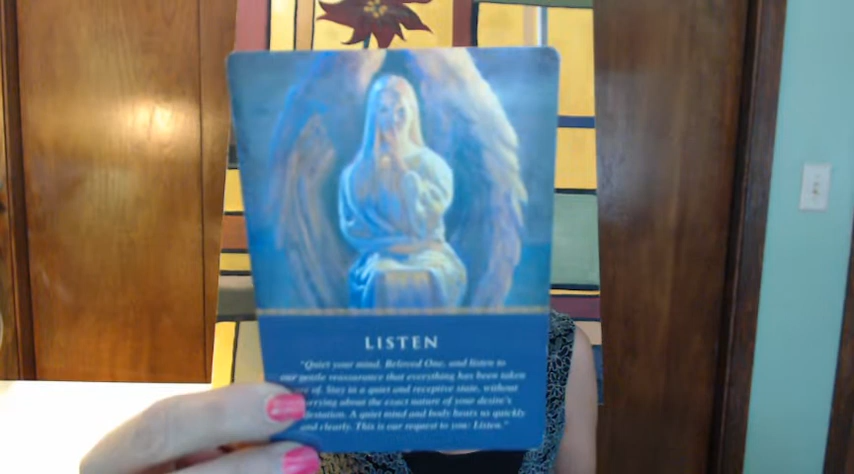 LISTEN
"Quiet your mind, Beloved One, and listen to
our gentle reassurance that everything has been taken
of. Stay in a quiet and receptive state, without
worrying about the exact nature of your desire's
A quiet mind and body hears us quickly
and clearly. This is our request to you: Listen."